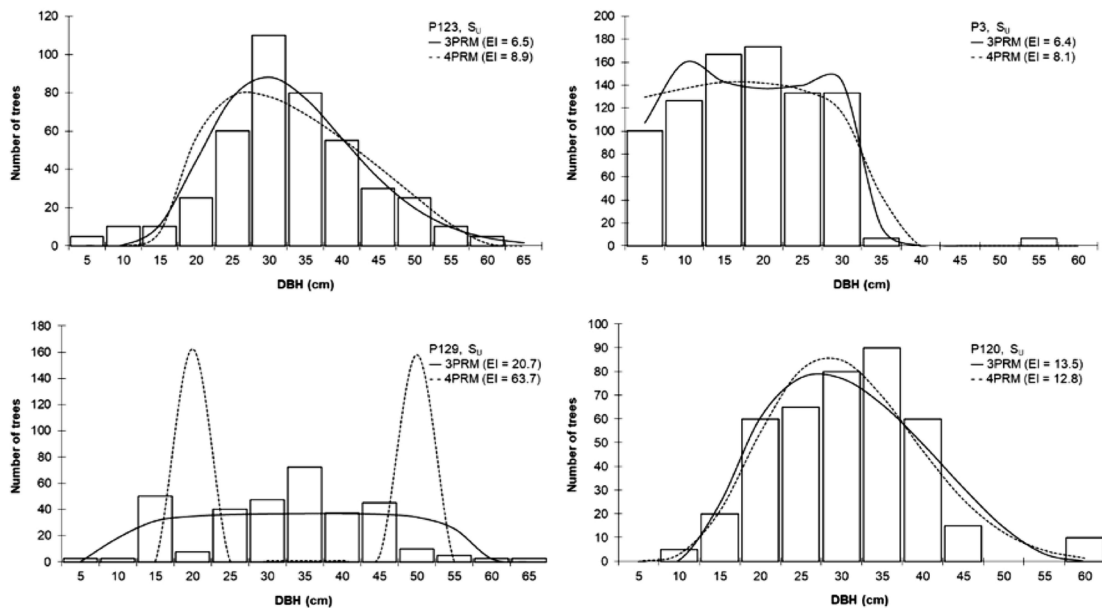 P123, S_U
3PRM (EI = 6.5)
4PRM (EI = 8.9)
Number of trees
120
100
80
60
40
20
0
5 10 15 20 25 30 35 40 45 50 55 60 65
DBH (cm)
P3, S_U
3PRM (EI = 6.4)
4PRM (EI = 8.1)
Number of trees
200
180
160
140
120
100
80
60
40
20
0
5 10 15 20 25 30 35 40 45 50 55 60
DBH (cm)
P129, S_U
3PRM (EI = 20.7)
4PRM (EI = 63.7)
Number of trees
180
160
140
120
100
80
60
40
20
0
5 10 15 20 25 30 35 40 45 50 55 60 65
DBH (cm)
P120, S_U
3PRM (EI = 13.5)
4PRM (EI = 12.8)
Number of trees
100
90
80
70
60
50
40
30
20
10
0
5 10 15 20 25 30 35 40 45 50 55 60
DBH (cm)